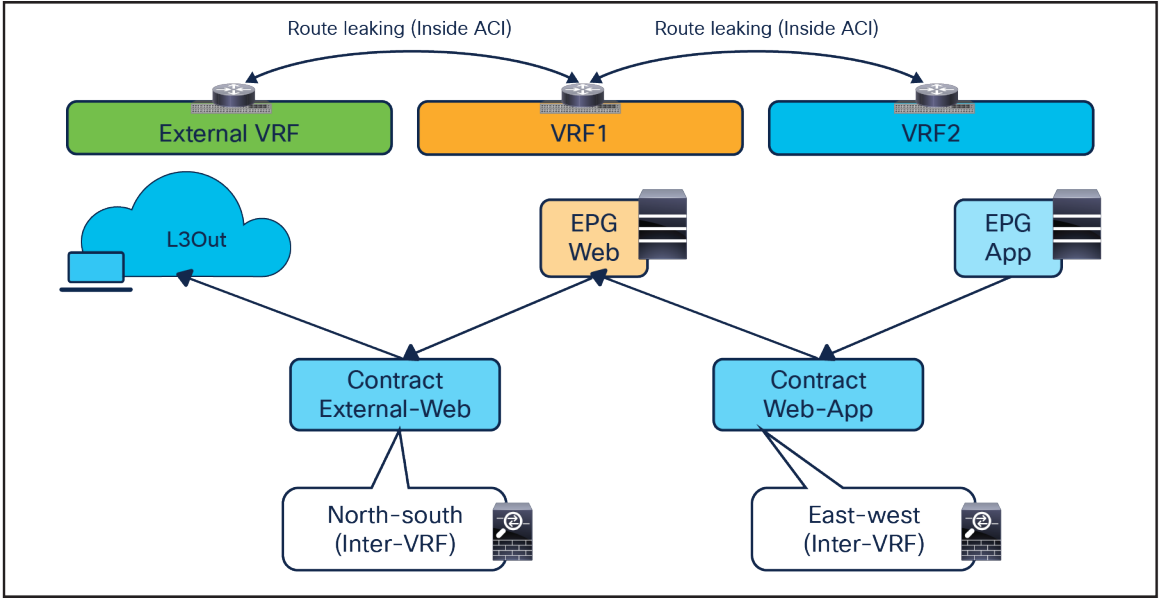 Route leaking (Inside ACI)
Route leaking (Inside ACI)
External VRF
VRF1
VRF2
L3Out
EPG
Web
EPG
App
Contract
External-Web
Contract
Web-App
North-south
(Inter-VRF)
East-west
(Inter-VRF)